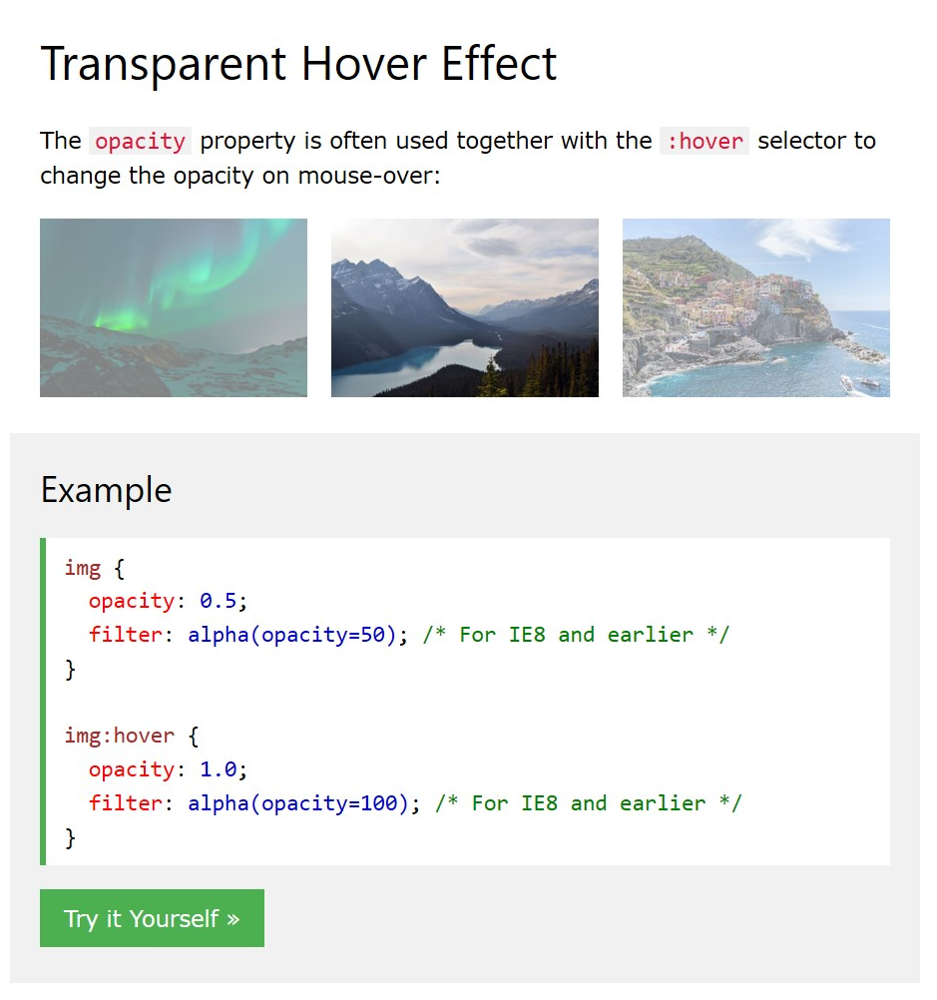 Transparent Hover Effect
The opacity property is often used together with the :hover selector to
change the opacity on mouse-over:
Example
img {
  opacity: 0.5;
  filter: alpha(opacity=50); /* For IE8 and earlier */
}
img:hover {
  opacity: 1.0;
  filter: alpha(opacity=100); /* For IE8 and earlier */
}
Try it Yourself »